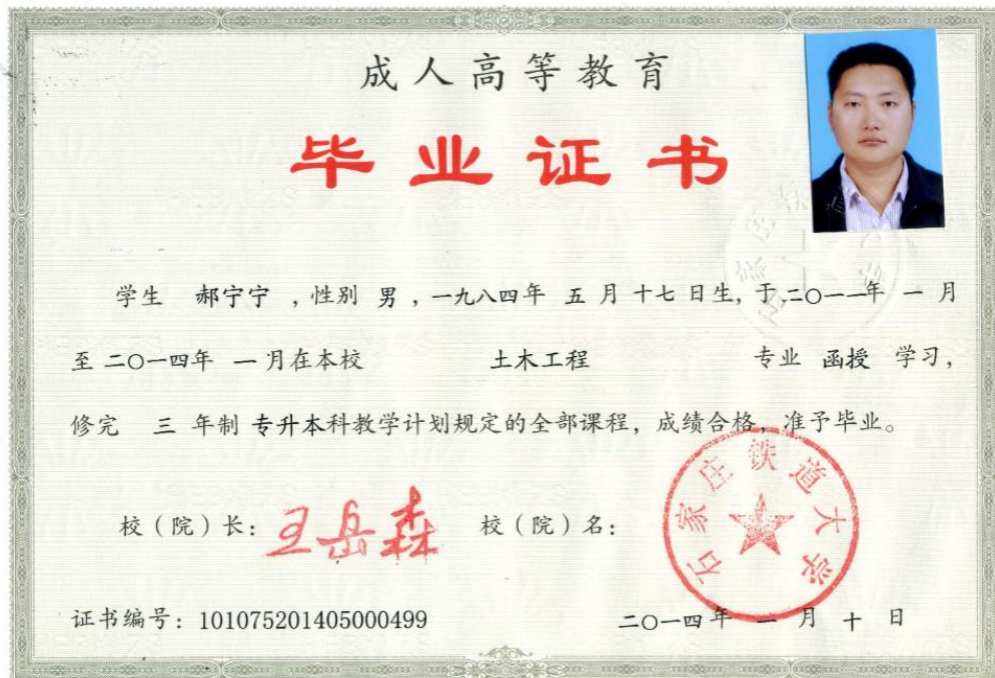 成人高等教育
毕业证书
学生 郝宁宁 ，性别 男 ，一九八四年 五 月 十七 日生，于二〇一一年 一 月
至 二〇一四年 一 月在本校 土木工程 专业 函授 学习，
修完 三 年制 专升本科教学计划规定的全部课程，成绩合格，准予毕业。
校（院）长： 王岳森 校（院）名：
石家庄铁道大学
证书编号：101075201405000499 二〇一四年 一 月 十 日